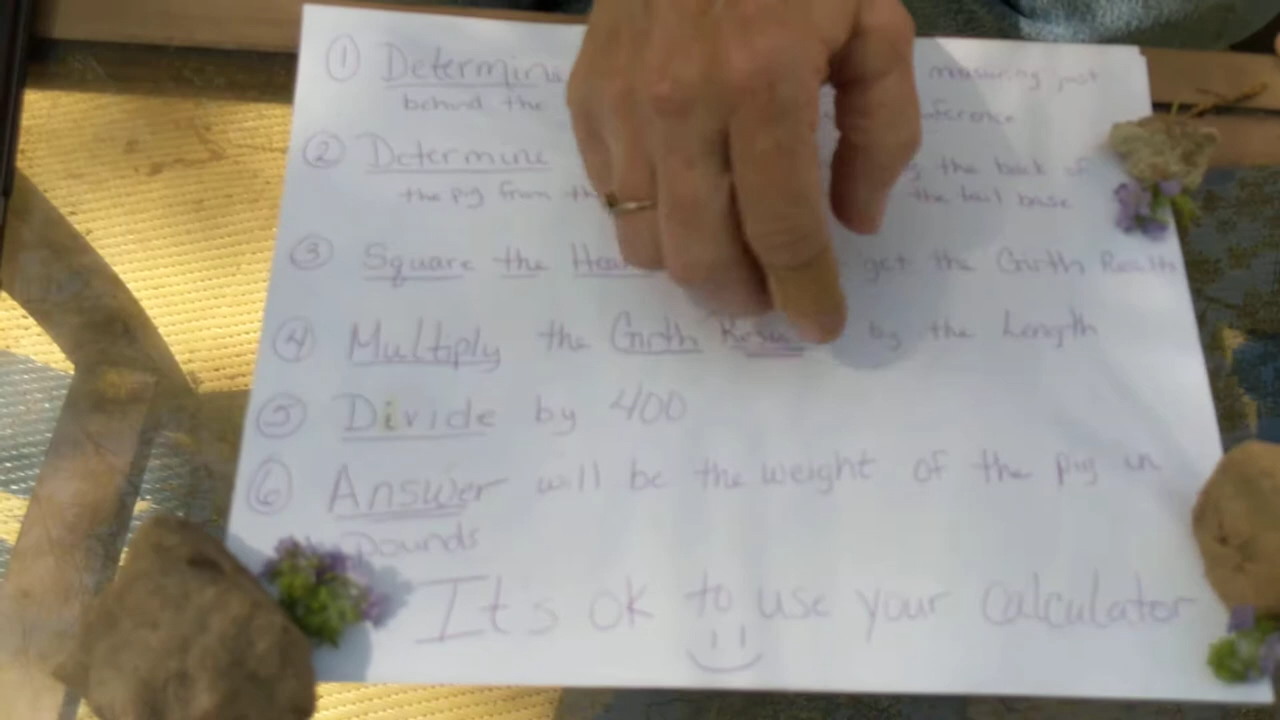 ① Determine measuring just
behind the
② Determine the back of
the pig from the tail base
③ Square the get the Girth Results
④ Multiply the Girth by the Length
⑤ Divide by 400
⑥ Answer will be the weight of the pig in
pounds
It's ok to use your calculator